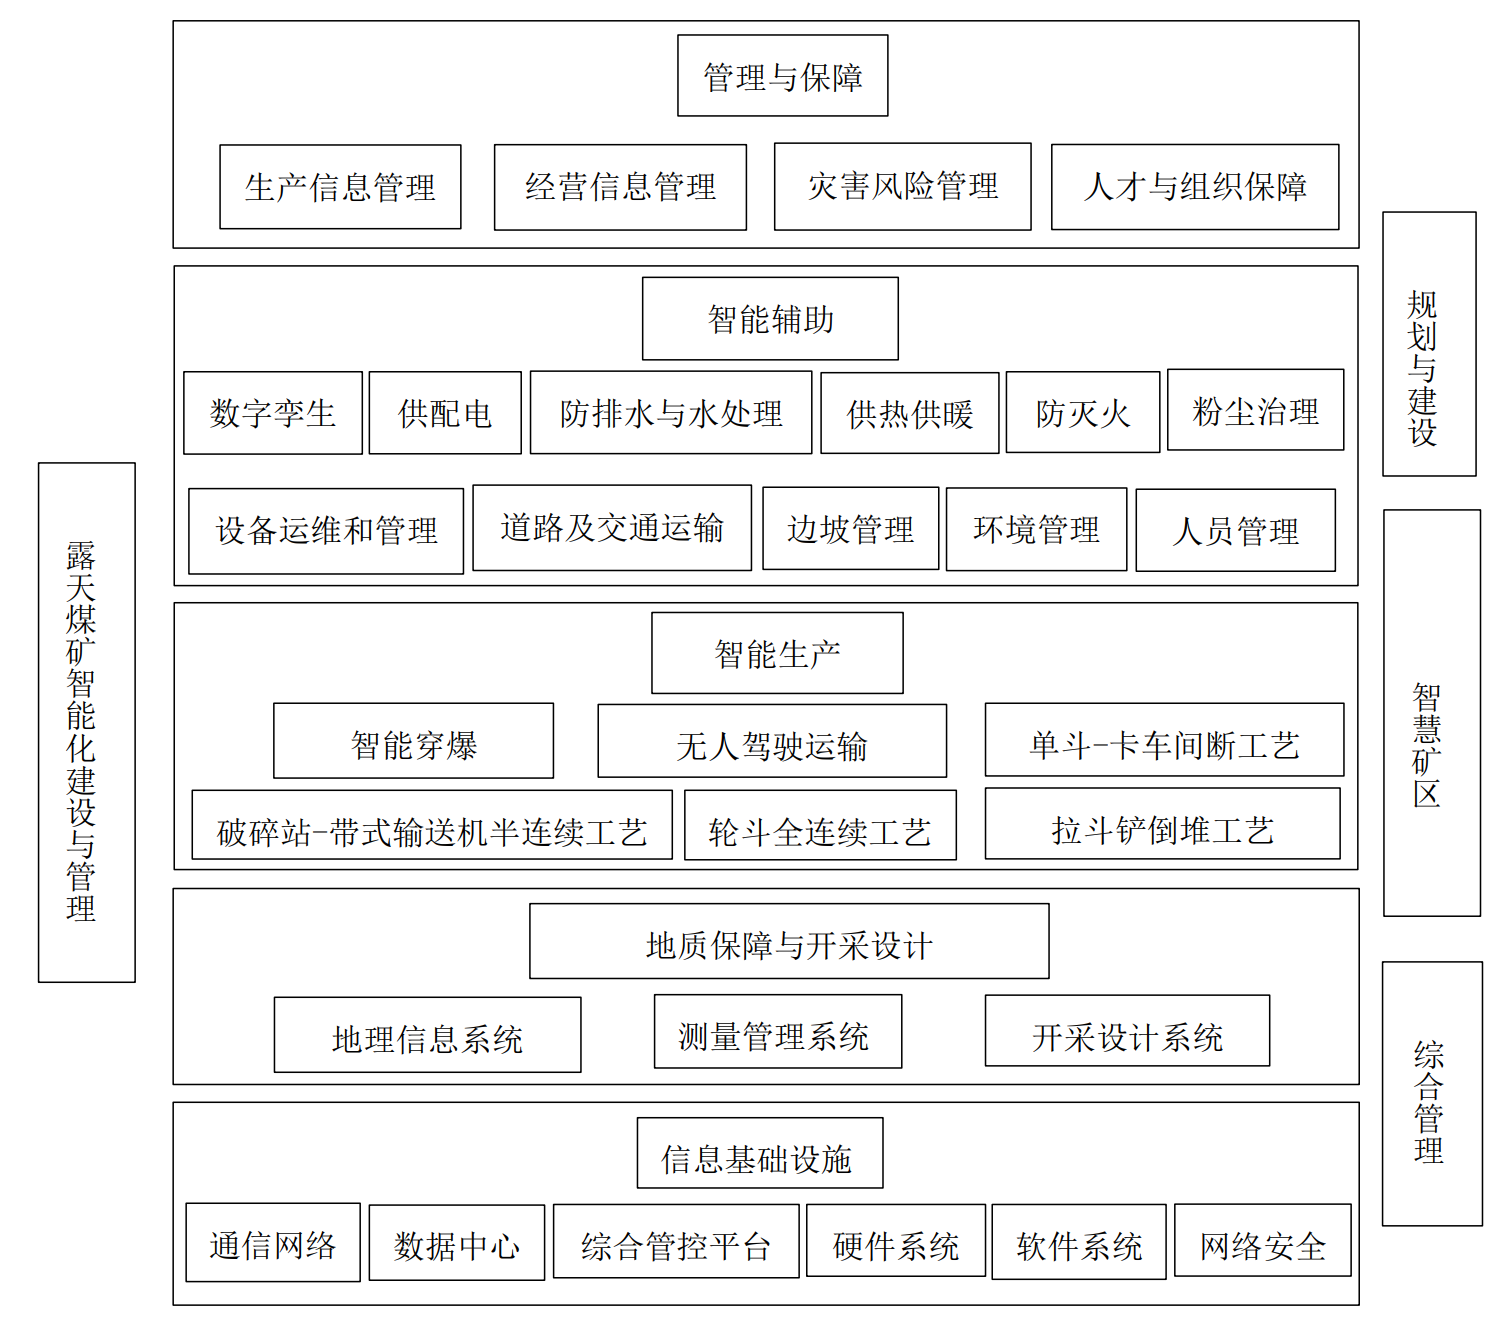 管理与保障
生产信息管理
经营信息管理
灾害风险管理
人才与组织保障
智能辅助
数字孪生
供配电
防排水与水处理
供热供暖
防灭火
粉尘治理
设备运维和管理
道路及交通运输
边坡管理
环境管理
人员管理
智能生产
智能穿爆
无人驾驶运输
单斗-卡车间断工艺
破碎站-带式输送机半连续工艺
轮斗全连续工艺
拉斗铲倒堆工艺
地质保障与开采设计
地理信息系统
测量管理系统
开采设计系统
信息基础设施
通信网络
数据中心
综合管控平台
硬件系统
软件系统
网络安全
露天煤矿智能化建设与管理
规划与建设
智慧矿区
综合管理